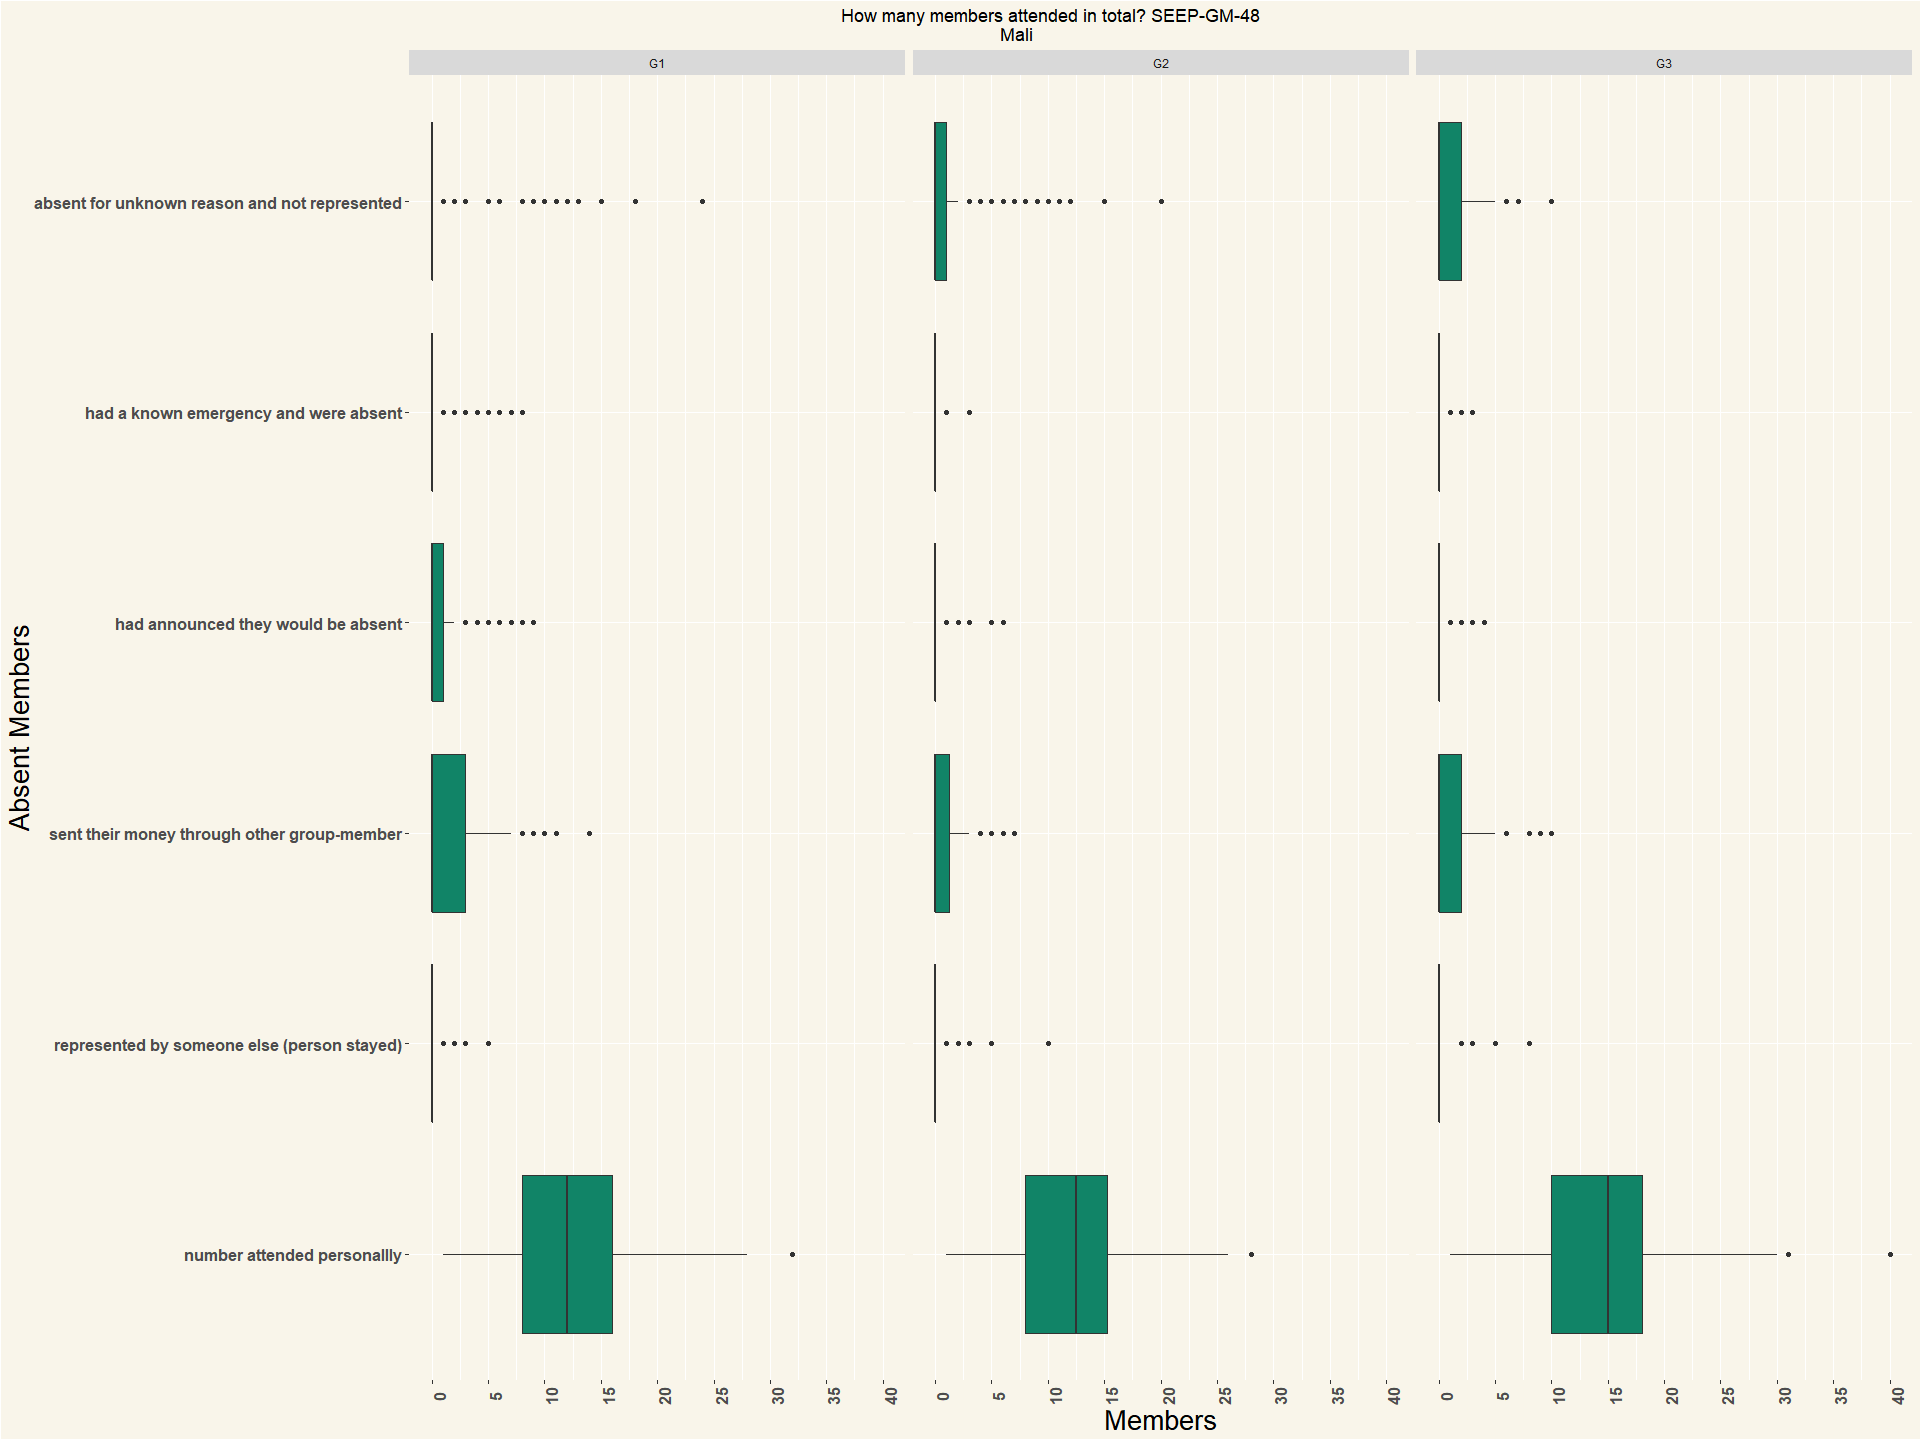 How many members attended in total? SEEP-GM-48
Mali
G1 G2 G3
absent for unknown reason and not represented
had a known emergency and were absent
had announced they would be absent
sent their money through other group-member
represented by someone else (person stayed)
number attended personallly
Absent Members
0 5 10 15 20 25 30 35 40 0 5 10 15 20 25 30 35 40 0 5 10 15 20 25 30 35 40
Members